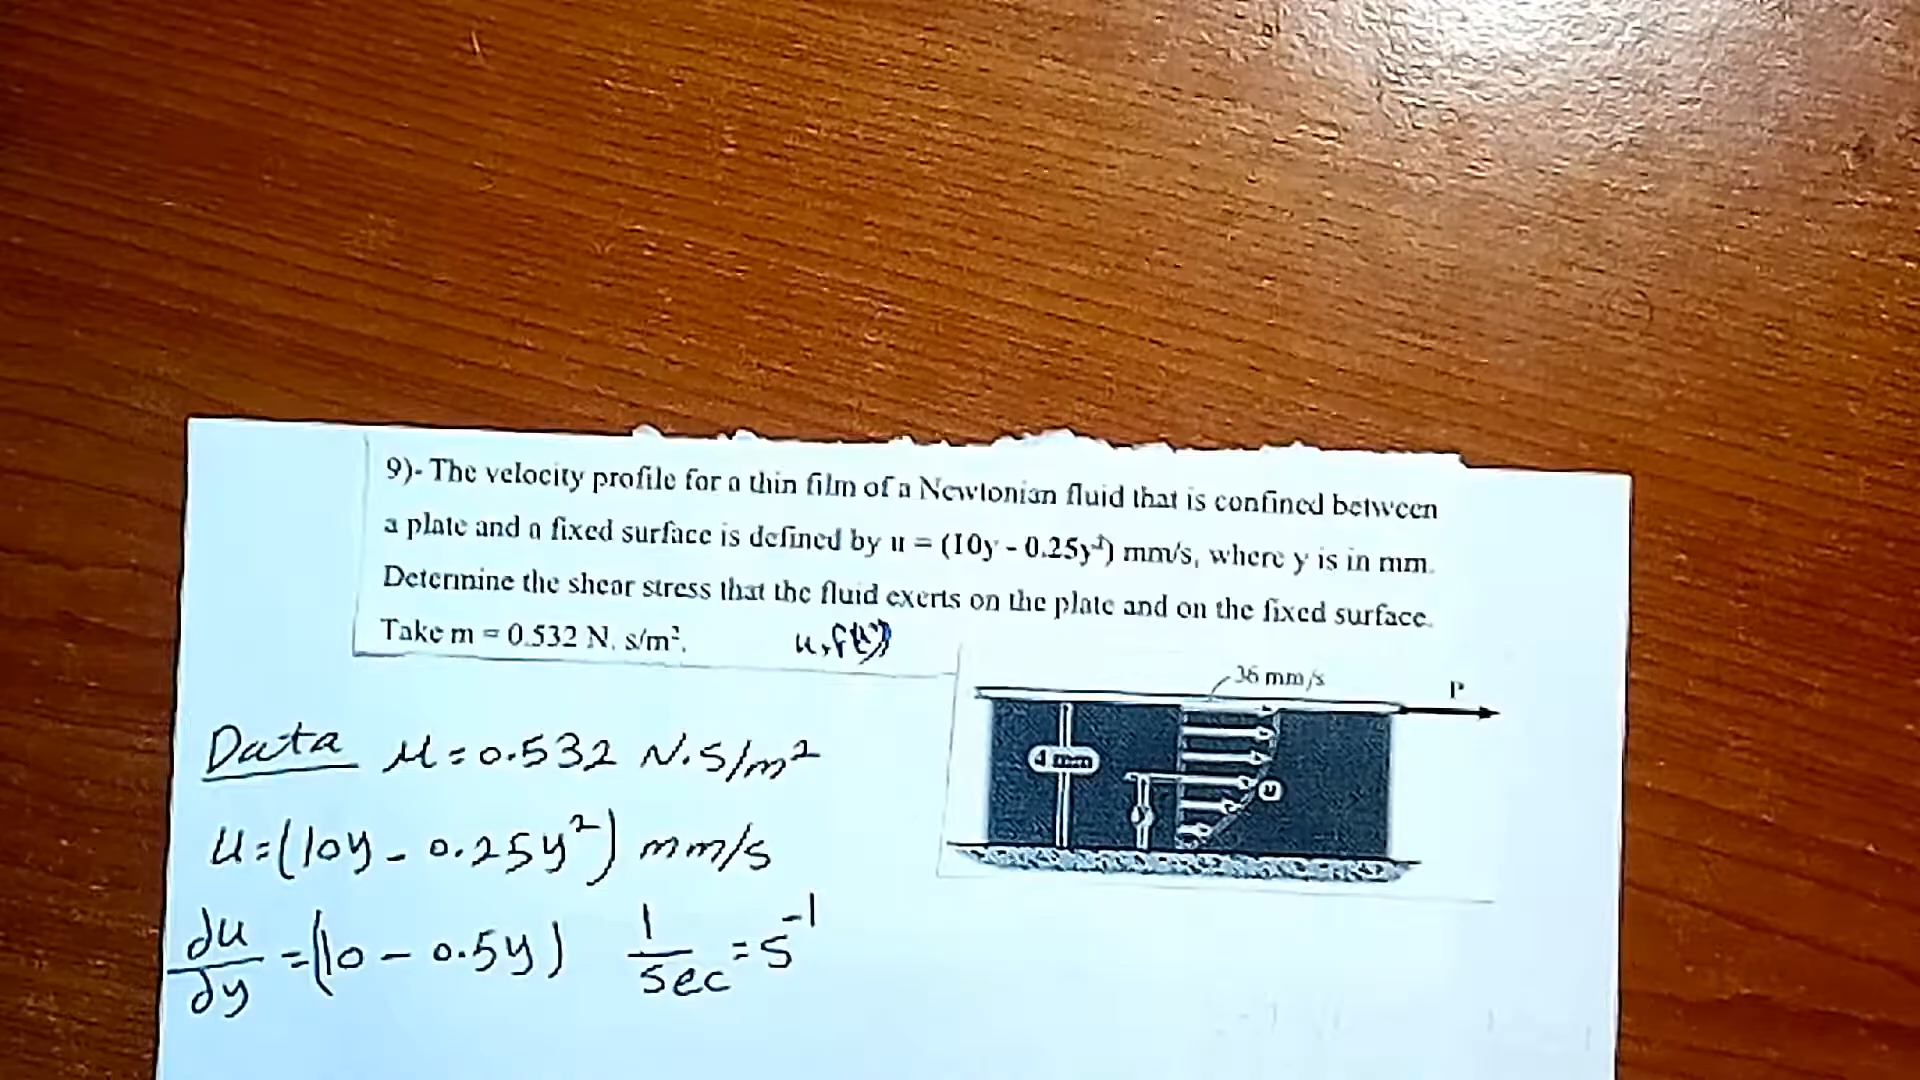 9)- The velocity profile for a thin film of a Newtonian fluid that is confined between
a plate and a fixed surface is defined by u = (10y - 0.25y²) mm/s, where y is in mm.
Determine the shear stress that the fluid exerts on the plate and on the fixed surface.
Take m = 0.532 N. s/m².
36 mm/s
P
4 mm
u
y
Data μ = 0.532 N.S/m²
u = (10y - 0.25y²) mm/s
du/dy = (10 - 0.5y) 1/sec = s⁻¹